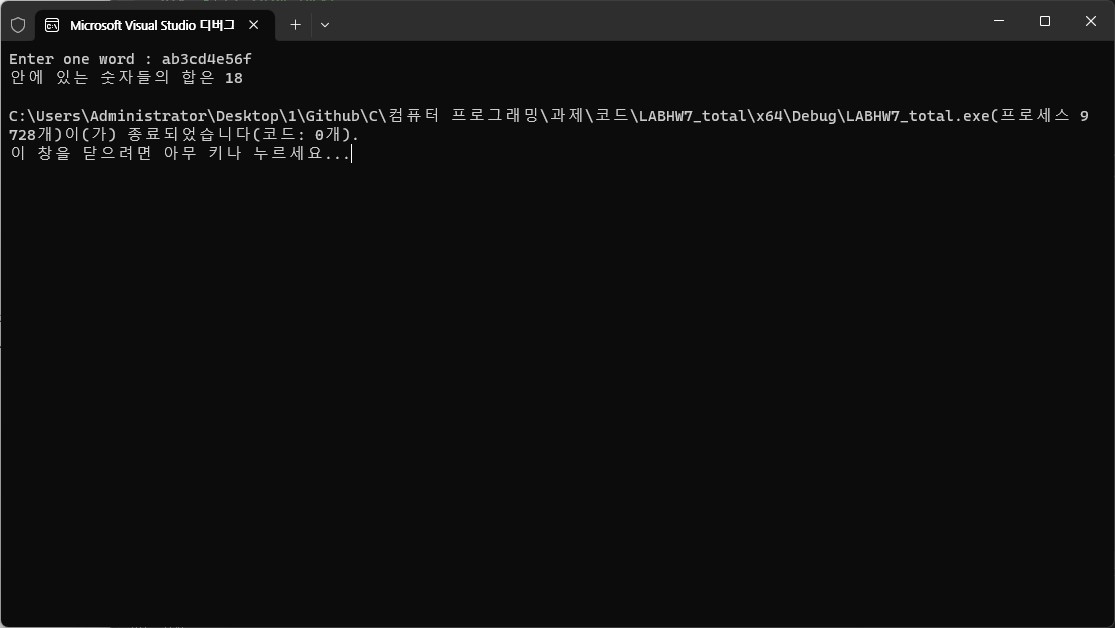 Microsoft Visual Studio 디버그
Enter one word : ab3cd4e56f
안에 있는 숫자들의 합은 18
C:\Users\Administrator\Desktop\1\Github\C\컴퓨터 프로그래밍\과제\코드\LABHW7_total\x64\Debug\LABHW7_total.exe(프로세스 9
728개)이(가) 종료되었습니다(코드: 0개).
이 창을 닫으려면 아무 키나 누르세요...